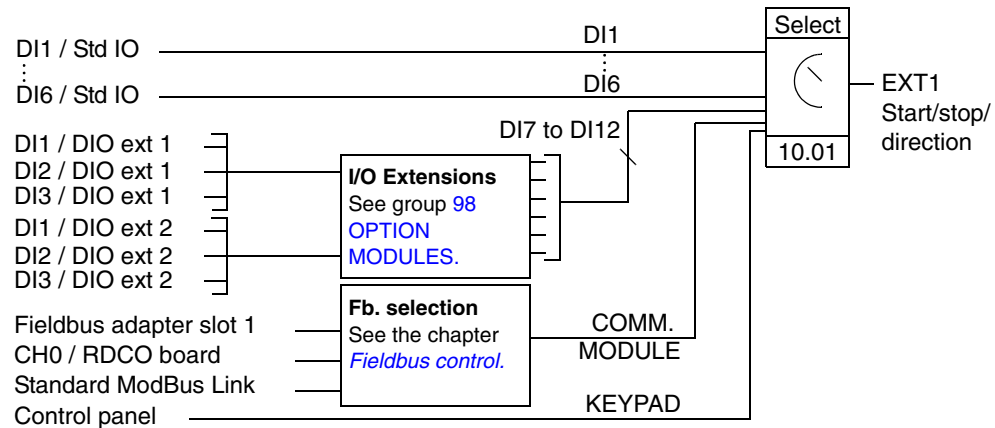 DI1 / Std IO
DI6 / Std IO
DI1 / DIO ext 1
DI2 / DIO ext 1
DI3 / DIO ext 1
DI1 / DIO ext 2
DI2 / DIO ext 2
DI3 / DIO ext 2
Fieldbus adapter slot 1
CH0 / RDCO board
Standard ModBus Link
Control panel
I/O Extensions
See group 98
OPTION
MODULES.
Fb. selection
See the chapter
Fieldbus control.
DI1
DI6
DI7 to DI12
COMM.
MODULE
KEYPAD
Select
10.01
EXT1
Start/stop/
direction